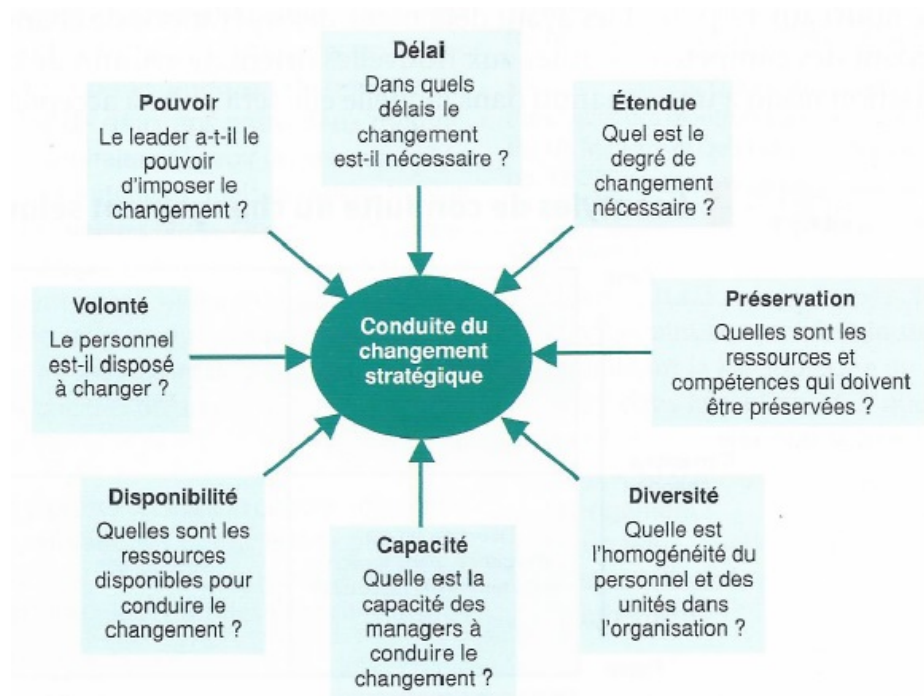 Délai
Dans quels
délais le
changement
est-il nécessaire ?
Pouvoir
Le leader a-t-il le
pouvoir
d'imposer le
changement ?
Étendue
Quel est le
degré de
changement
nécessaire ?
Volonté
Le personnel
est-il disposé
à changer ?
Conduite du
changement
stratégique
Préservation
Quelles sont les
ressources et
compétences qui doivent
être préservées ?
Disponibilité
Quelles sont les
ressources
disponibles pour
conduire le
changement ?
Capacité
Quelle est la
capacité des
managers à
conduire le
changement ?
Diversité
Quelle est
l'homogénéité du
personnel et des
unités dans
l'organisation ?